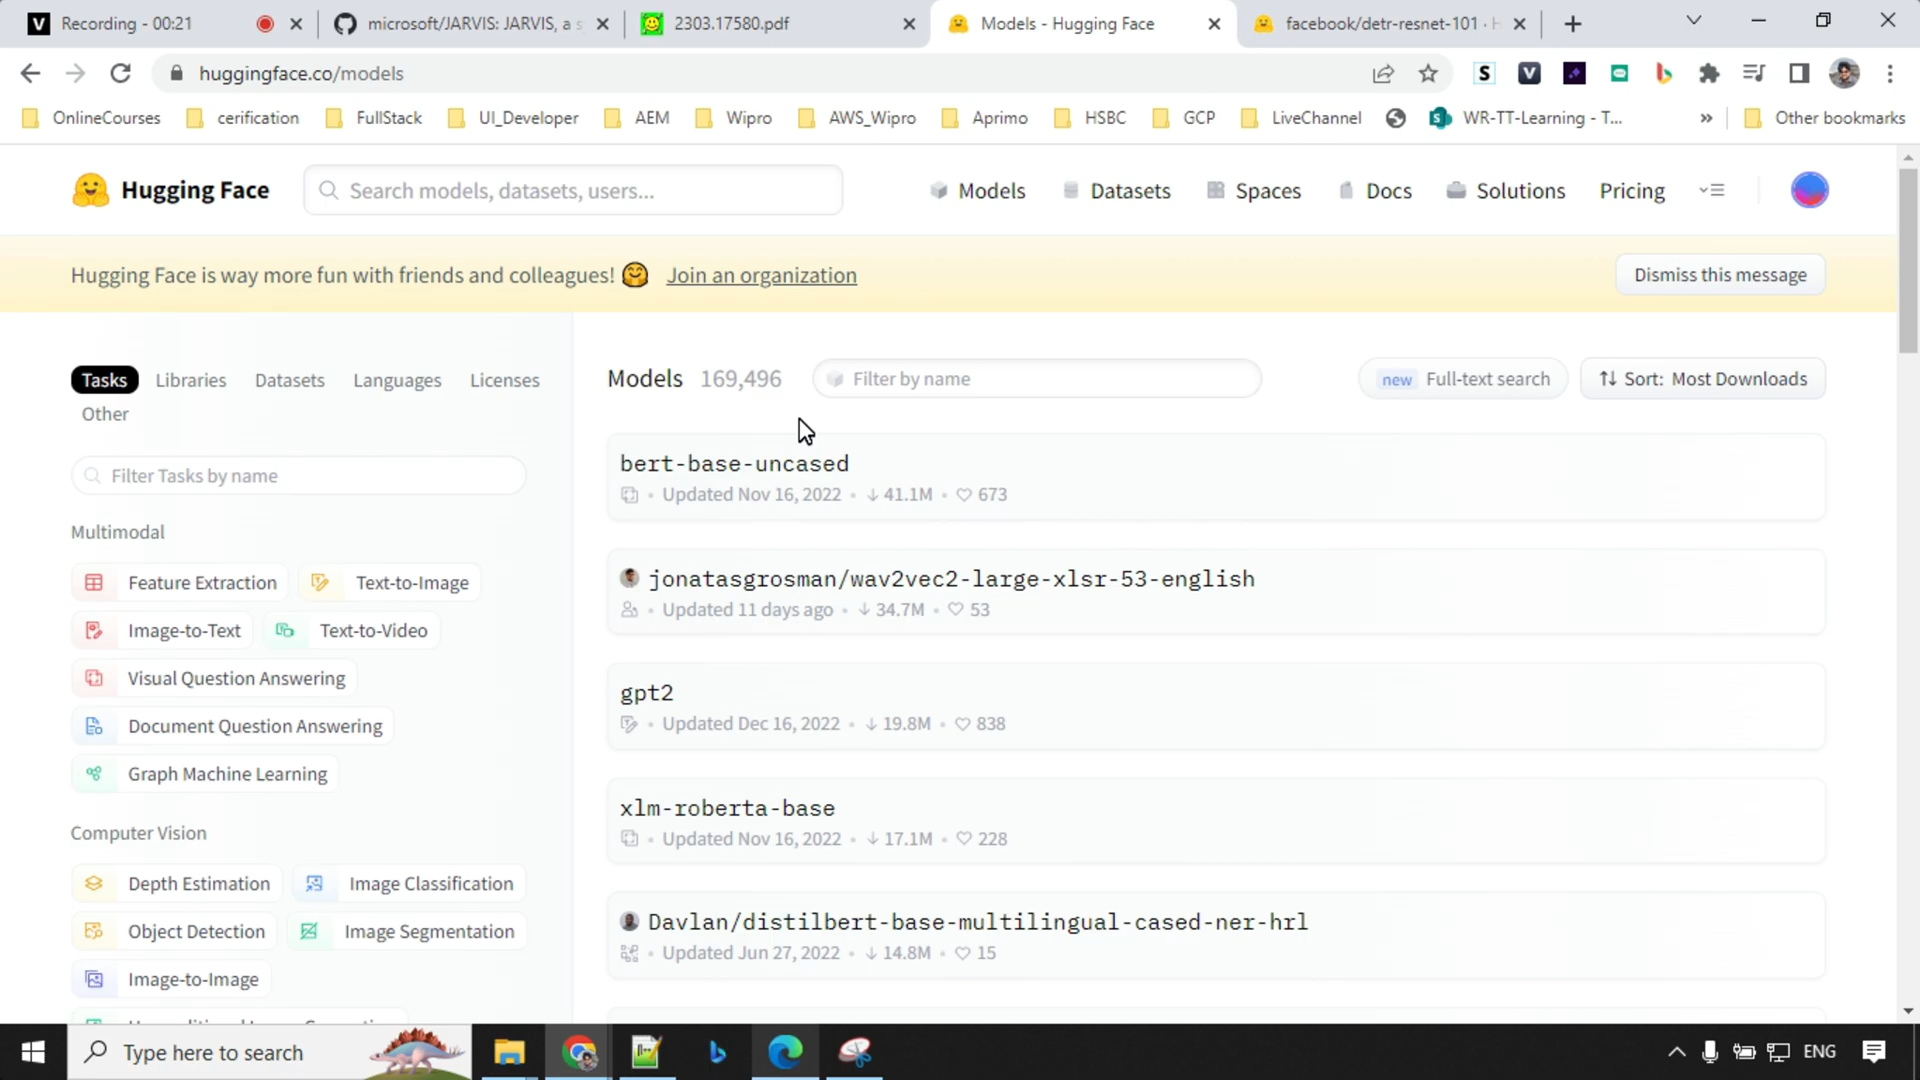 Recording - 00:21
microsoft/JARVIS: JARVIS, a s
2303.17580.pdf
Models - Hugging Face
facebook/detr-resnet-101 · H
huggingface.co/models
OnlineCourses
cerification
FullStack
UI_Developer
AEM
Wipro
AWS_Wipro
Aprimo
HSBC
GCP
LiveChannel
WR-TT-Learning - T...
Other bookmarks
Hugging Face
Search models, datasets, users...
Models
Datasets
Spaces
Docs
Solutions
Pricing
Hugging Face is way more fun with friends and colleagues! 🤗 Join an organization
Dismiss this message
Tasks
Libraries
Datasets
Languages
Licenses
Other
Filter Tasks by name
Multimodal
Feature Extraction
Text-to-Image
Image-to-Text
Text-to-Video
Visual Question Answering
Document Question Answering
Graph Machine Learning
Computer Vision
Depth Estimation
Image Classification
Object Detection
Image Segmentation
Image-to-Image
Models 169,496
Filter by name
new Full-text search
Sort: Most Downloads
bert-base-uncased
• Updated Nov 16, 2022 • ↓ 41.1M • ♡ 673
jonatasgrosman/wav2vec2-large-xlsr-53-english
• Updated 11 days ago • ↓ 34.7M • ♡ 53
gpt2
• Updated Dec 16, 2022 • ↓ 19.8M • ♡ 838
xlm-roberta-base
• Updated Nov 16, 2022 • ↓ 17.1M • ♡ 228
Davlan/distilbert-base-multilingual-cased-ner-hrl
• Updated Jun 27, 2022 • ↓ 14.8M • ♡ 15
Type here to search
ENG